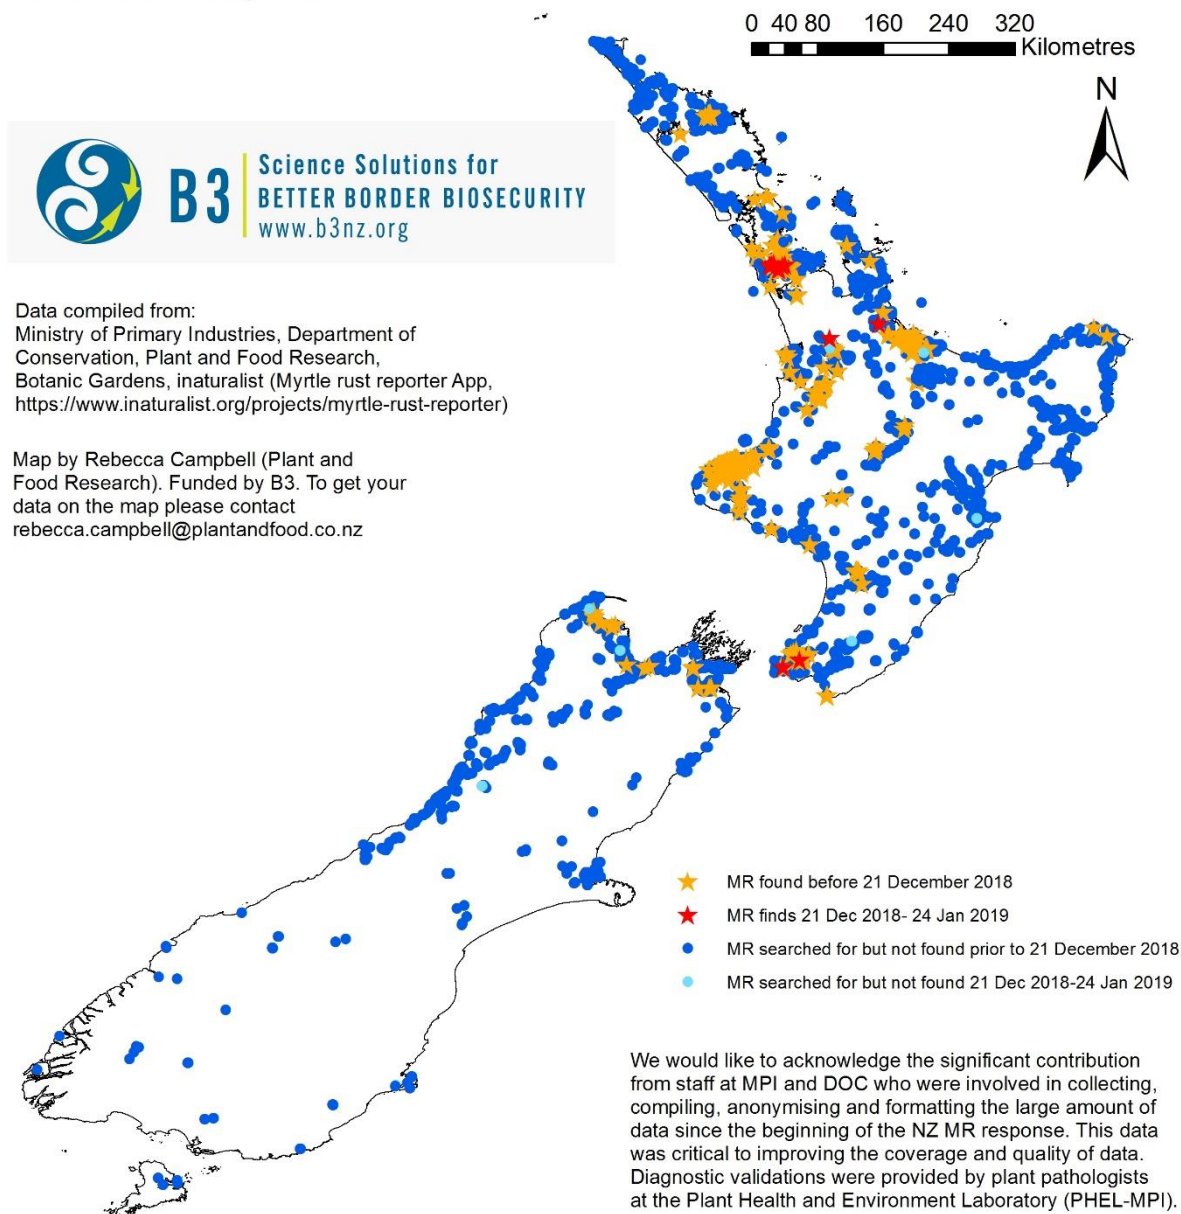 0 40 80 160 240 320
Kilometres
N
B3
Science Solutions for
BETTER BORDER BIOSECURITY
www.b3nz.org
Data compiled from:
Ministry of Primary Industries, Department of
Conservation, Plant and Food Research,
Botanic Gardens, inaturalist (Myrtle rust reporter App,
https://www.inaturalist.org/projects/myrtle-rust-reporter)
Map by Rebecca Campbell (Plant and
Food Research). Funded by B3. To get your
data on the map please contact
rebecca.campbell@plantandfood.co.nz
MR found before 21 December 2018
MR finds 21 Dec 2018- 24 Jan 2019
MR searched for but not found prior to 21 December 2018
MR searched for but not found 21 Dec 2018-24 Jan 2019
We would like to acknowledge the significant contribution
from staff at MPI and DOC who were involved in collecting,
compiling, anonymising and formatting the large amount of
data since the beginning of the NZ MR response. This data
was critical to improving the coverage and quality of data.
Diagnostic validations were provided by plant pathologists
at the Plant Health and Environment Laboratory (PHEL-MPI).